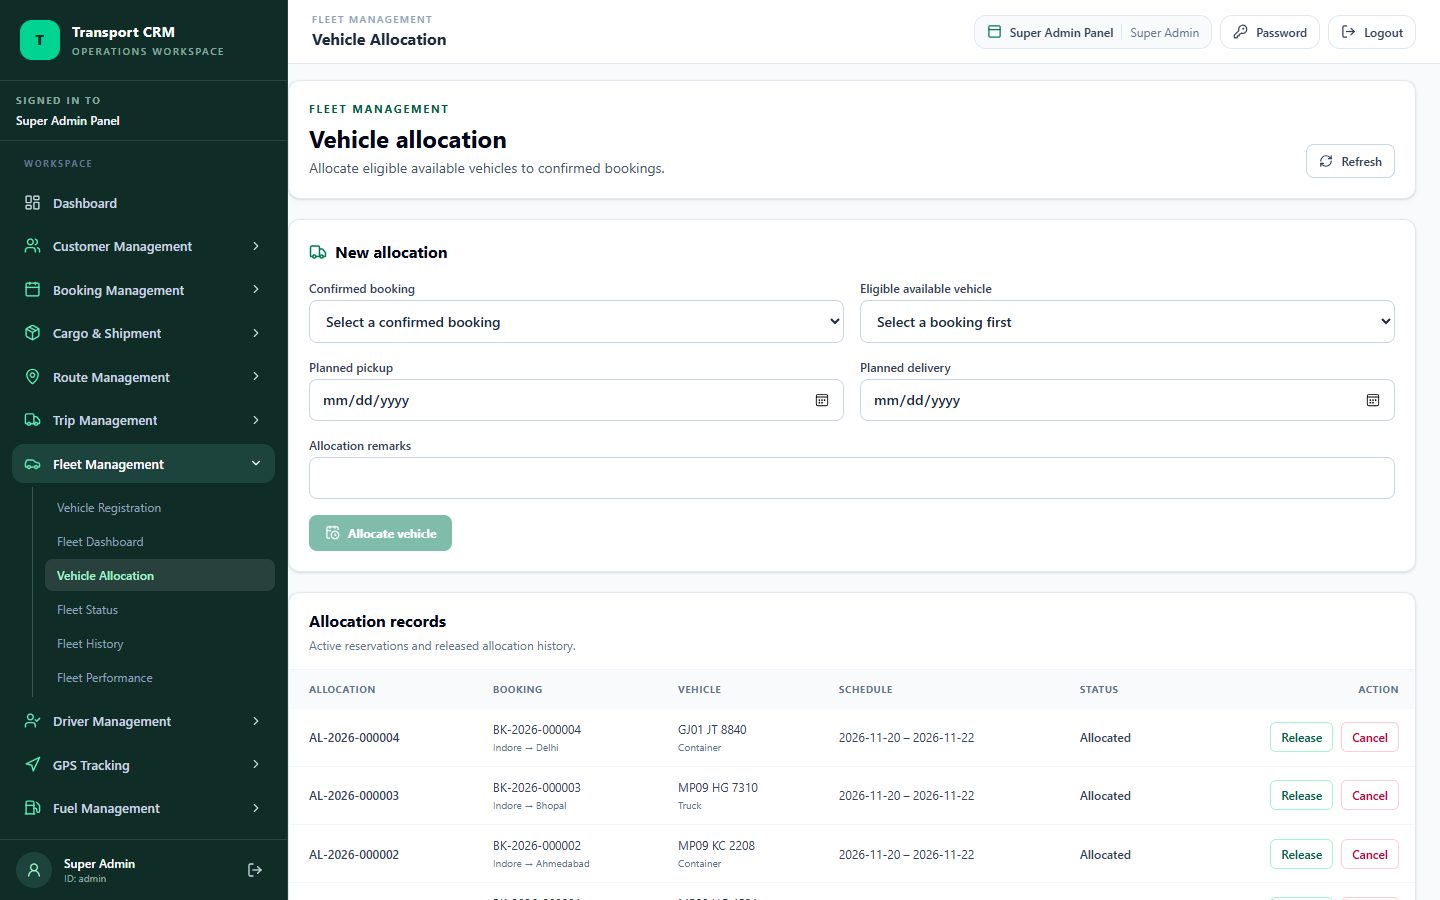 T
Transport CRM
OPERATIONS WORKSPACE
SIGNED IN TO
Super Admin Panel
WORKSPACE
Dashboard
Customer Management
Booking Management
Cargo & Shipment
Route Management
Trip Management
Fleet Management
Vehicle Registration
Fleet Dashboard
Vehicle Allocation
Fleet Status
Fleet History
Fleet Performance
Driver Management
GPS Tracking
Fuel Management
Super Admin
ID: admin
FLEET MANAGEMENT
Vehicle Allocation
Super Admin Panel Super Admin
Password
Logout
FLEET MANAGEMENT
Vehicle allocation
Allocate eligible available vehicles to confirmed bookings.
Refresh
New allocation
Confirmed booking Eligible available vehicle
Select a confirmed booking Select a booking first
Planned pickup Planned delivery
mm/dd/yyyy mm/dd/yyyy
Allocation remarks
Allocate vehicle
Allocation records
Active reservations and released allocation history.
ALLOCATION BOOKING VEHICLE SCHEDULE STATUS ACTION
AL-2026-000004 BK-2026-000004 GJ01 JT 8840 2026-11-20 – 2026-11-22 Allocated Release Cancel
Indore → Delhi Container
AL-2026-000003 BK-2026-000003 MP09 HG 7310 2026-11-20 – 2026-11-22 Allocated Release Cancel
Indore → Bhopal Truck
AL-2026-000002 BK-2026-000002 MP09 KC 2208 2026-11-20 – 2026-11-22 Allocated Release Cancel
Indore → Ahmedabad Container